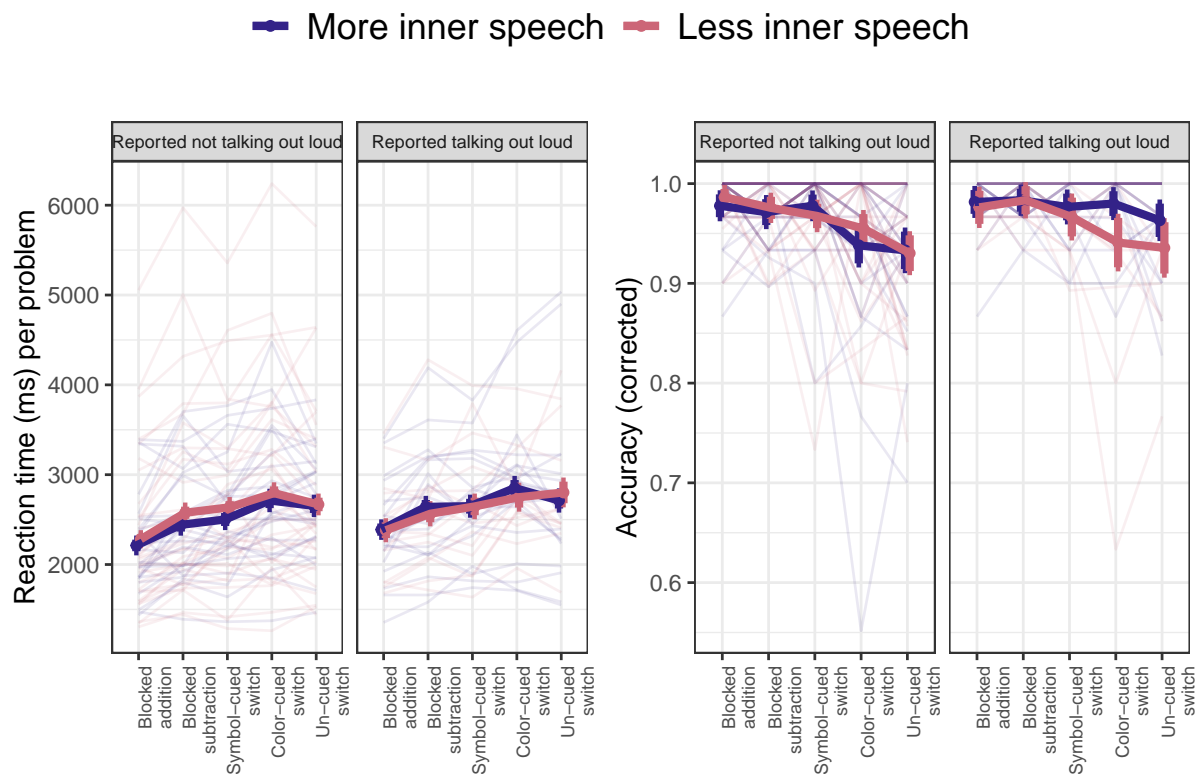 More inner speech Less inner speech
Reported not talking out loud Reported talking out loud
Reported not talking out loud Reported talking out loud
Reaction time (ms) per problem
6000
5000
4000
3000
2000
Accuracy (corrected)
1.0
0.9
0.8
0.7
0.6
Blocked
addition
Blocked
subtraction
Symbol−cued
switch
Color−cued
switch
Un−cued
switch
Blocked
addition
Blocked
subtraction
Symbol−cued
switch
Color−cued
switch
Un−cued
switch
Blocked
addition
Blocked
subtraction
Symbol−cued
switch
Color−cued
switch
Un−cued
switch
Blocked
addition
Blocked
subtraction
Symbol−cued
switch
Color−cued
switch
Un−cued
switch